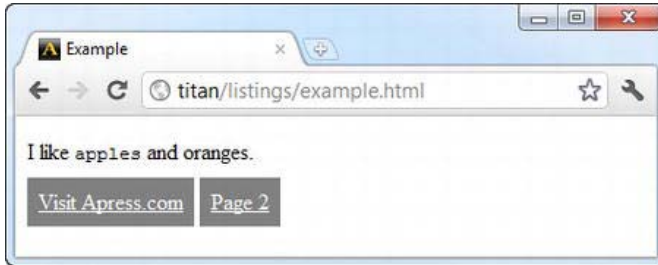 Example
titan/listings/example.html
I like apples and oranges.
Visit Apress.com Page 2